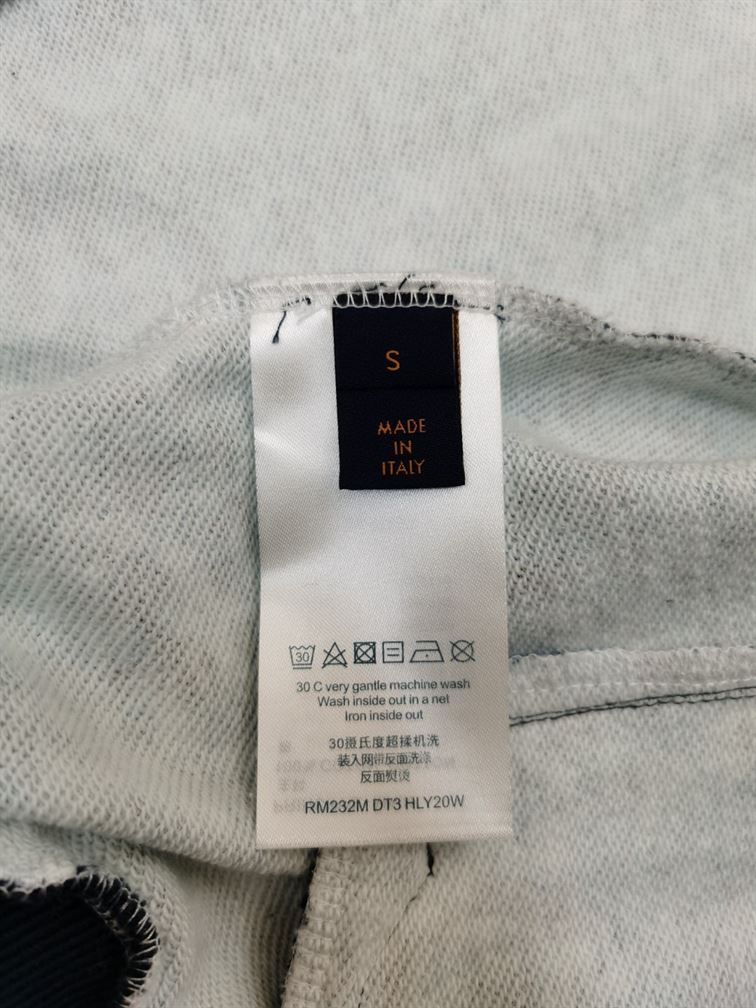 S
MADE
IN
ITALY
30
30 C very gantle machine wash
Wash inside out in a net
Iron inside out
30摄氏度超揉机洗
装入网带反面洗涤
反面熨烫
RM232M DT3 HLY20W